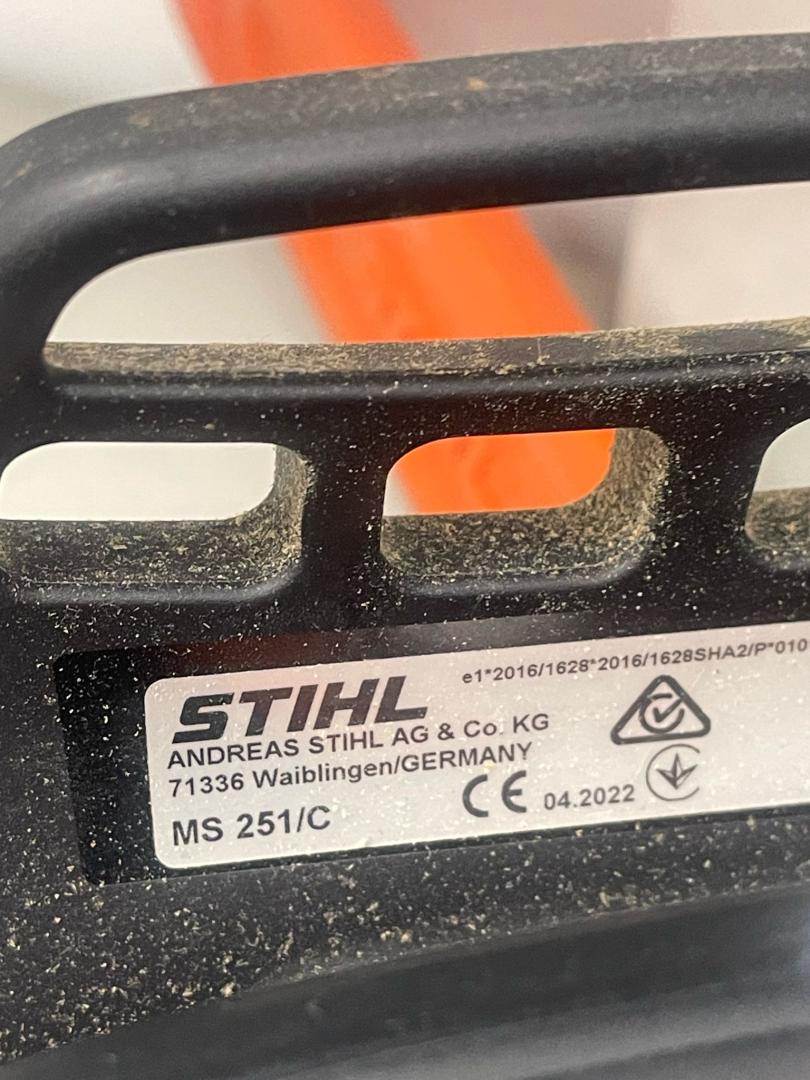 e1*2016/1628*2016/1628SHA2/P*010
STIHL
ANDREAS STIHL AG & Co. KG
71336 Waiblingen/GERMANY
CE 04.2022
MS 251/C